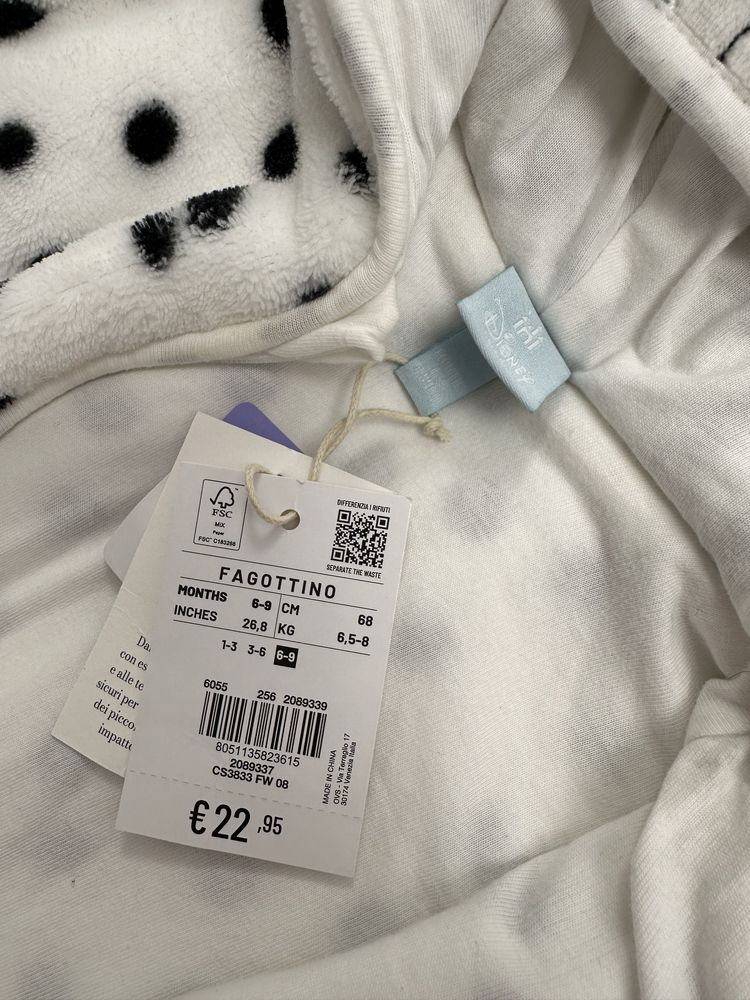 Disney
FSC™
MIX
Paper
FSC® C183268
DIFFERENZIA I RIFIUTI
SEPARATE THE WASTE
FAGOTTINO
MONTHS 6-9 CM 68
INCHES 26,8 KG 6,5-8
1-3 3-6 6-9
6055 256 2089339
8051135823615
2089337
CS3833 FW 08
MADE IN CHINA
OVS - Via Terraglio 17
30174 Venezia Italia
€22,95
con es
e alle te
sicuri per
dei picco
impatt